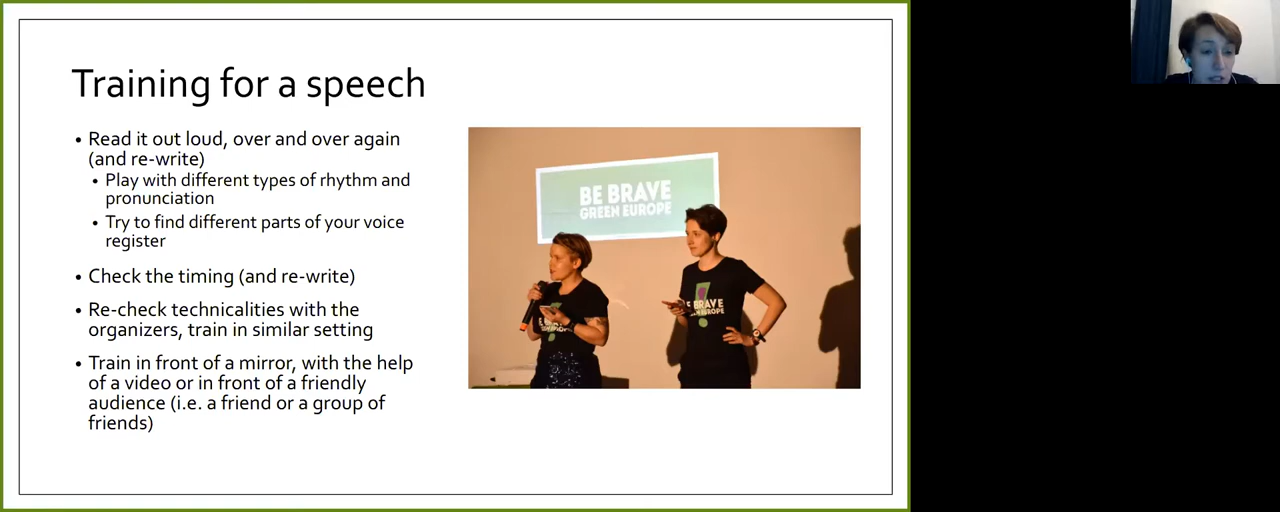 Training for a speech
• Read it out loud, over and over again
(and re-write)
• Play with different types of rhythm and
pronunciation
• Try to find different parts of your voice
register
• Check the timing (and re-write)
• Re-check technicalities with the
organizers, train in similar setting
• Train in front of a mirror, with the help
of a video or in front of a friendly
audience (i.e. a friend or a group of
friends)
BE BRAVE
GREEN EUROPE
E BRAVE